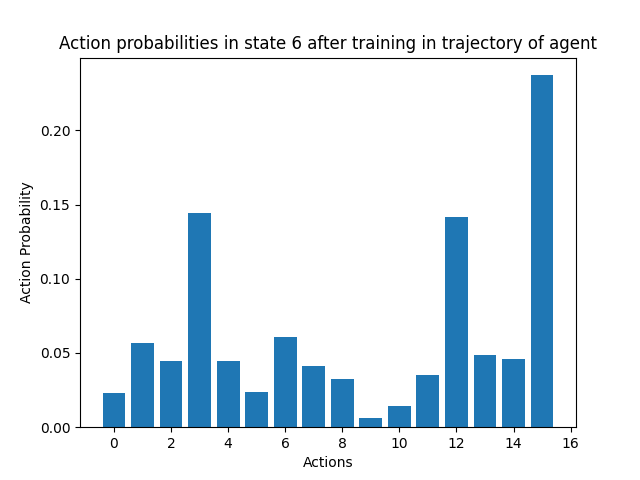 Action probabilities in state 6 after training in trajectory of agent
0.20
0.15
0.10
0.05
0.00
Action Probability
0 2 4 6 8 10 12 14 16
Actions